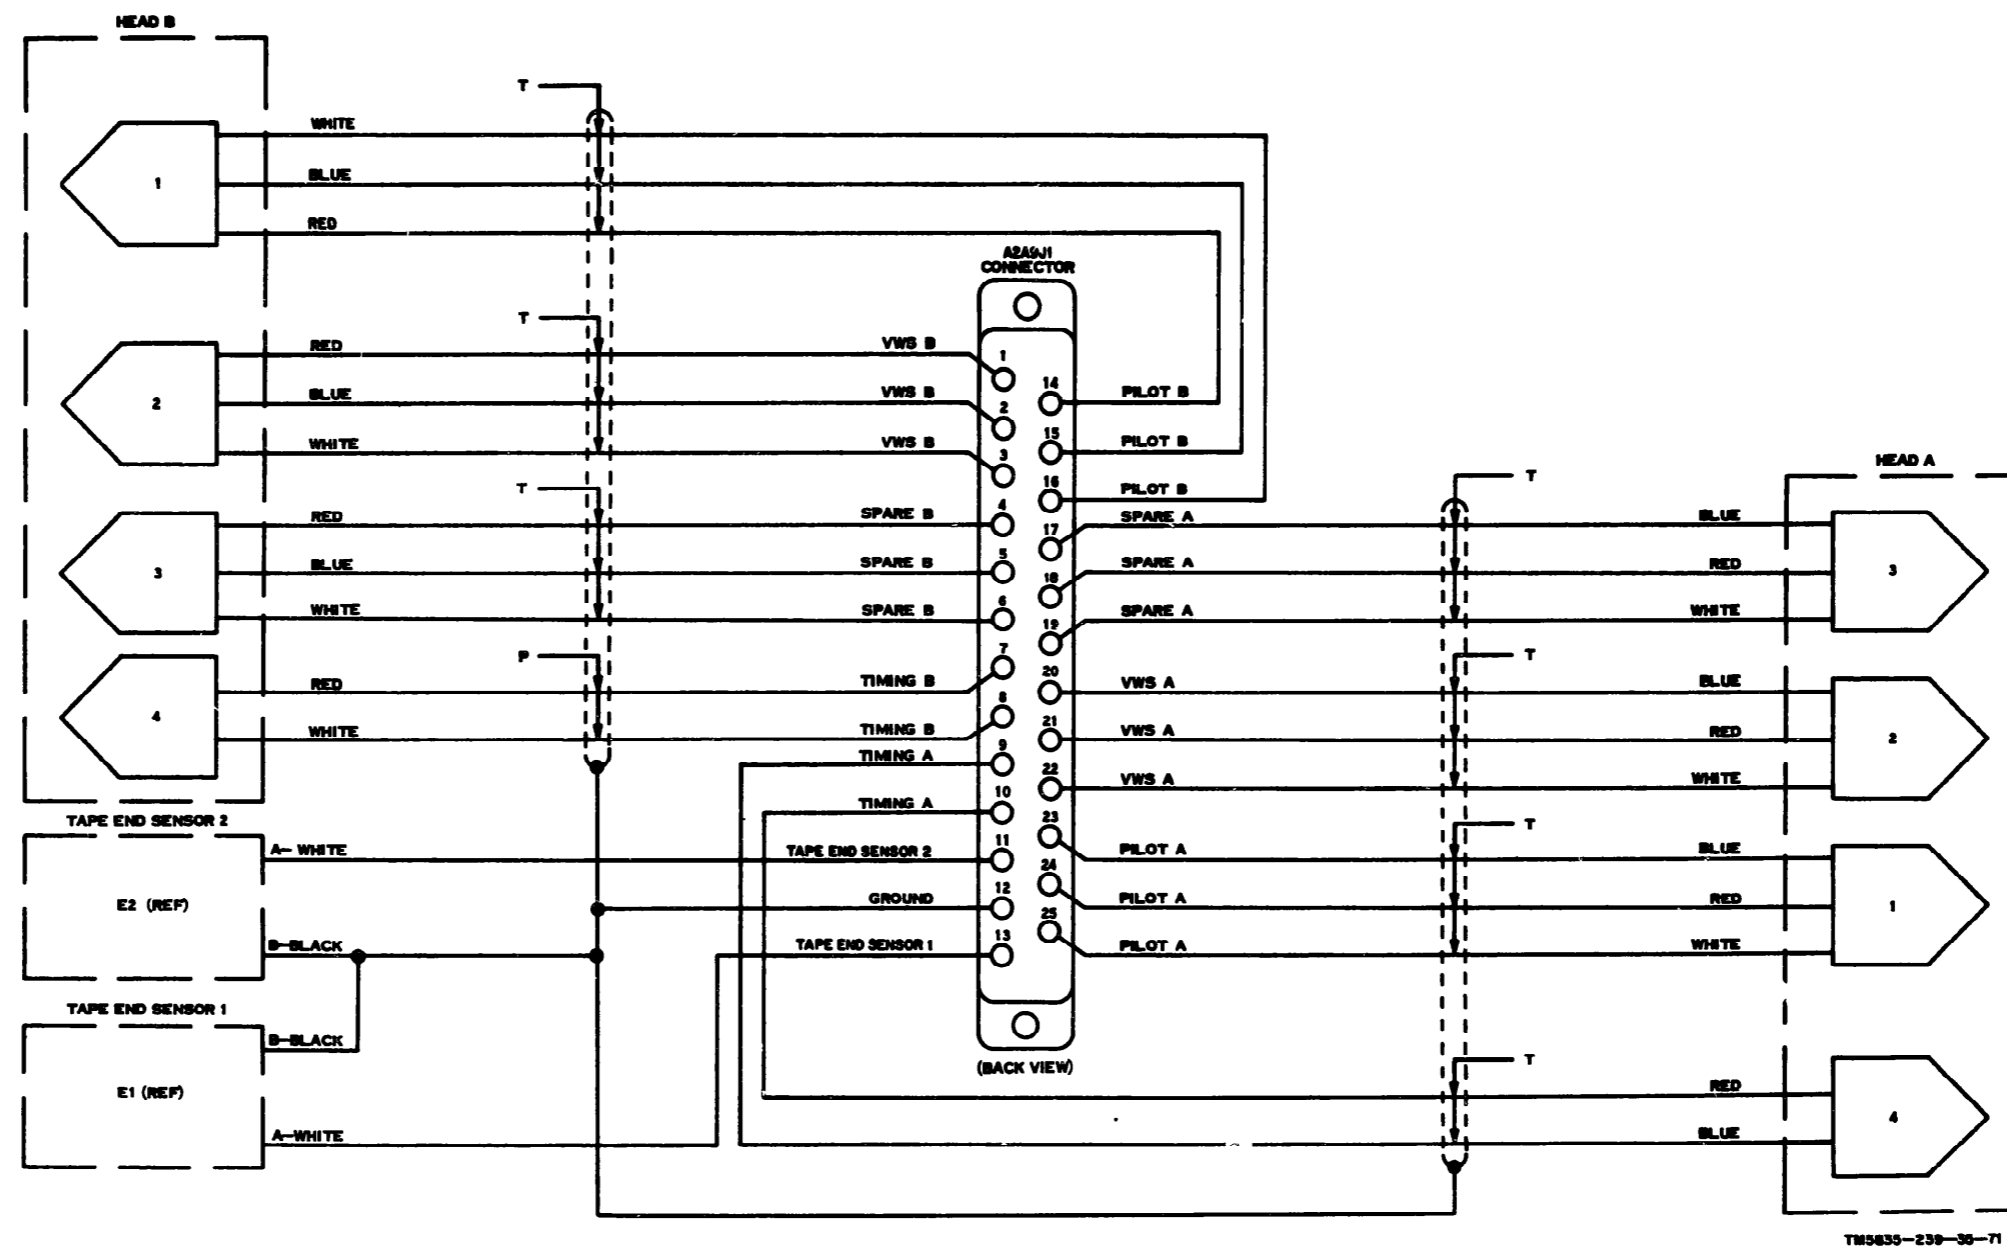 HEAD B
T
WHITE
BLUE
1
RED
A2A9J1
CONNECTOR
T
RED
VWS B
1
BLUE
VWS B
2
2
WHITE
VWS B
3
14
PILOT B
15
PILOT B
16
PILOT B
T
RED
SPARE B
4
BLUE
SPARE B
5
3
WHITE
SPARE B
6
P
RED
TIMING B
7
4
WHITE
TIMING B
8
TIMING A
9
TIMING A
10
17
SPARE A
18
SPARE A
19
SPARE A
20
VWS A
21
VWS A
22
VWS A
23
PILOT A
24
PILOT A
25
PILOT A
HEAD A
T
BLUE
RED
3
WHITE
T
BLUE
RED
2
WHITE
T
BLUE
RED
1
WHITE
T
RED
4
BLUE
TAPE END SENSOR 2
A-WHITE
TAPE END SENSOR 2
11
E2 (REF)
GROUND
12
B-BLACK
TAPE END SENSOR 1
13
TAPE END SENSOR 1
B-BLACK
E1 (REF)
A-WHITE
(BACK VIEW)
TM5835-239-35-71